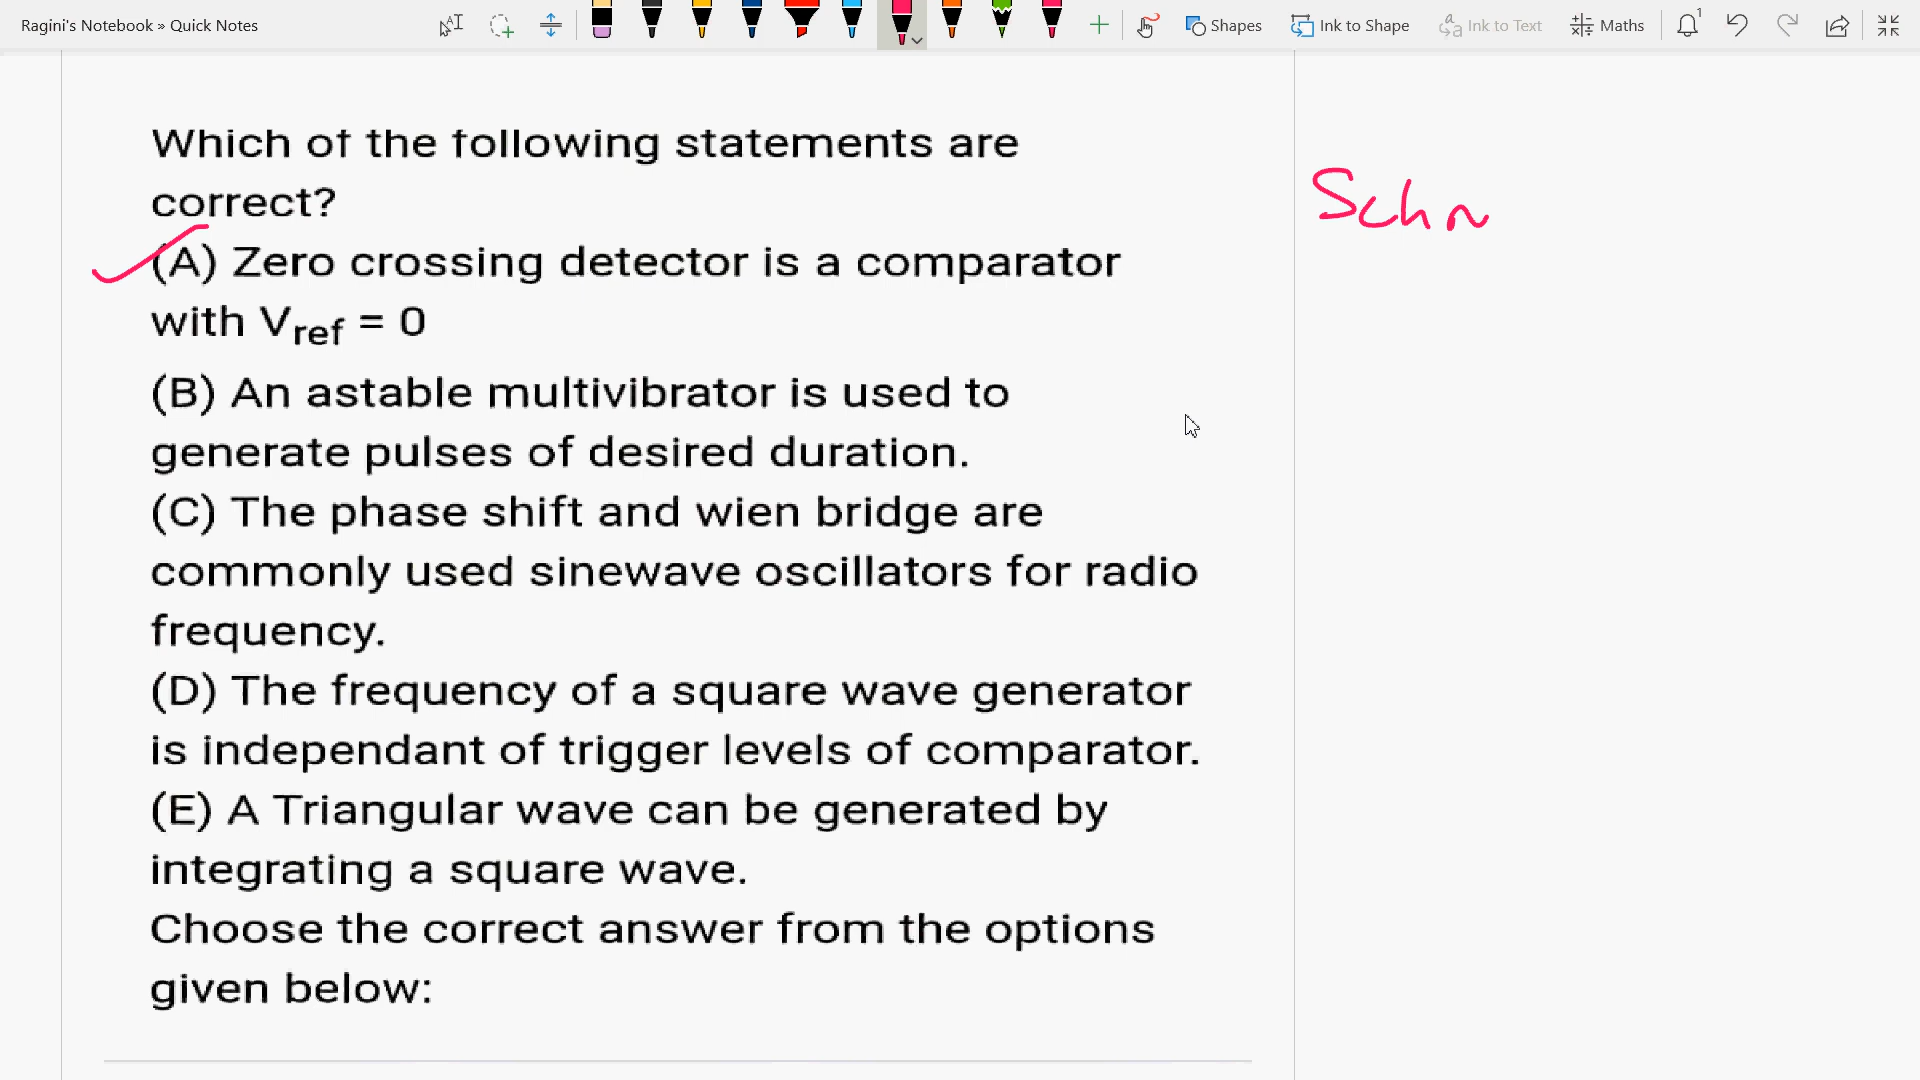 Ragini's Notebook » Quick Notes
Shapes
Ink to Shape
Ink to Text
Maths
1
Which of the following statements are
correct?
(A) Zero crossing detector is a comparator
with Vref = 0
(B) An astable multivibrator is used to
generate pulses of desired duration.
(C) The phase shift and wien bridge are
commonly used sinewave oscillators for radio
frequency.
(D) The frequency of a square wave generator
is independant of trigger levels of comparator.
(E) A Triangular wave can be generated by
integrating a square wave.
Choose the correct answer from the options
given below: